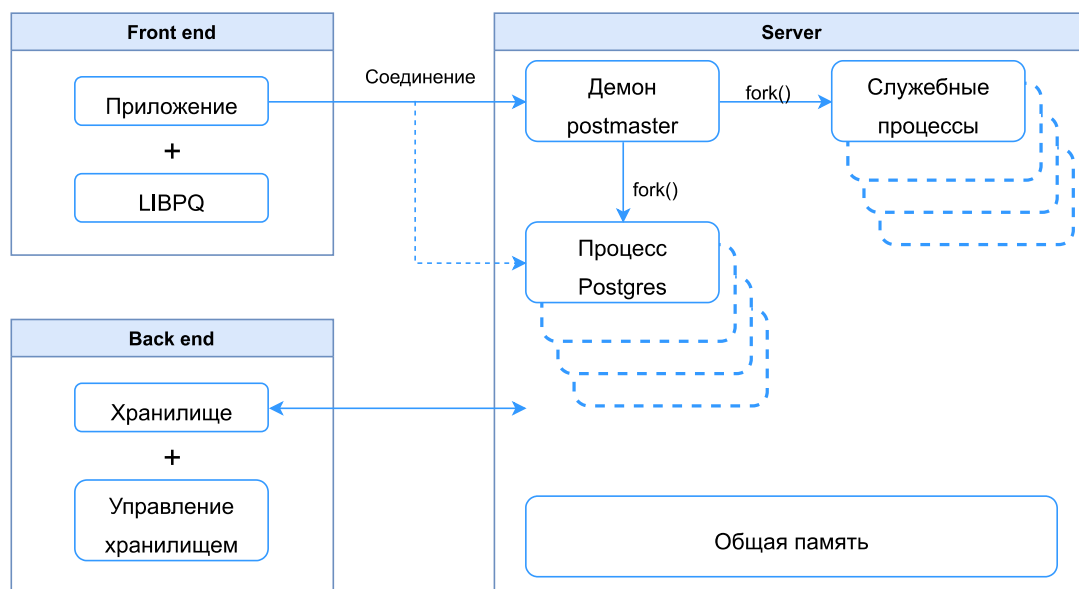 Front end
Приложение
+
LIBPQ
Соединение
Server
Демон
postmaster
fork()
Служебные
процессы
fork()
Процесс
Postgres
Back end
Хранилище
+
Управление
хранилищем
Общая память